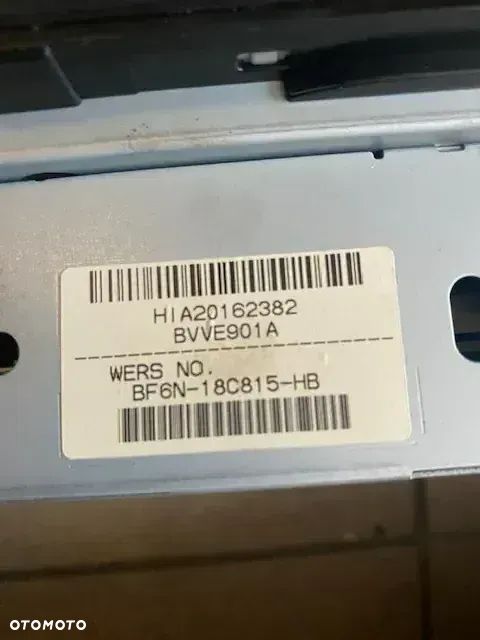 HIA20162382
BVVE901A
WERS NO.
BF6N-18C815-HB
OTOMOTO